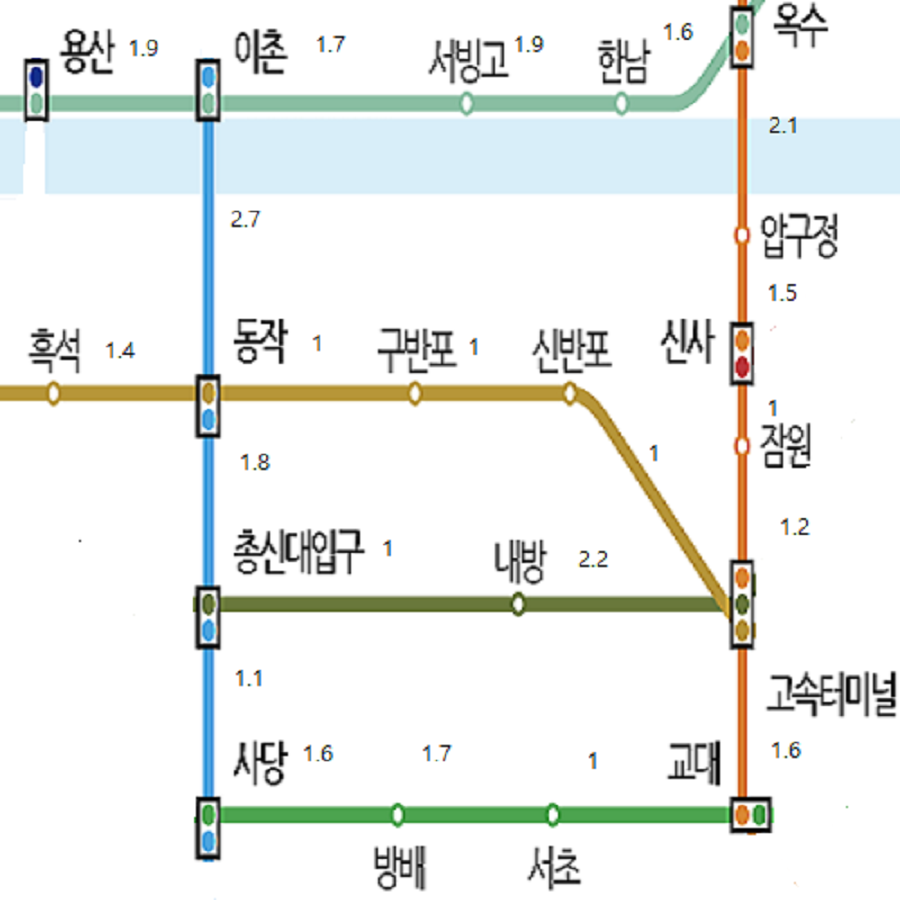 옥수
용산 1.9 이촌 1.7 서빙고 1.9 한남 1.6
2.1
2.7
압구정
1.5
흑석 1.4 동작 1 구반포 1 신반포 신사
1
잠원
1
1.8
1.2
총신대입구 1 내방 2.2
1.1
고속터미널
사당 1.6 1.7 1 교대 1.6
방배 서초